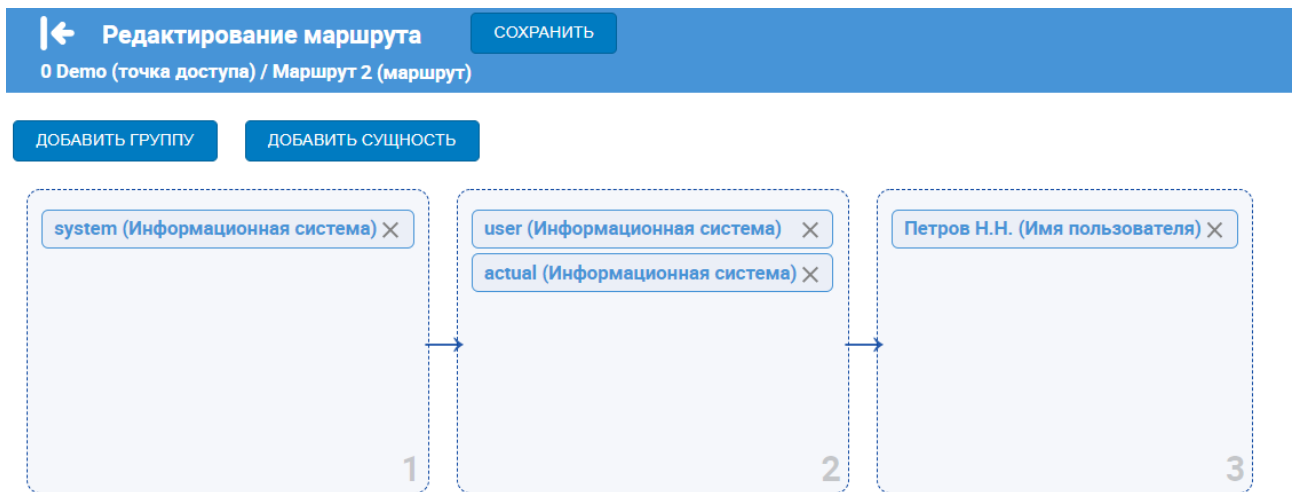 Редактирование маршрута СОХРАНИТЬ
0 Demo (точка доступа) / Маршрут 2 (маршрут)
ДОБАВИТЬ ГРУППУ ДОБАВИТЬ СУЩНОСТЬ
system (Информационная система)
1
user (Информационная система)
actual (Информационная система)
2
Петров Н.Н. (Имя пользователя)
3